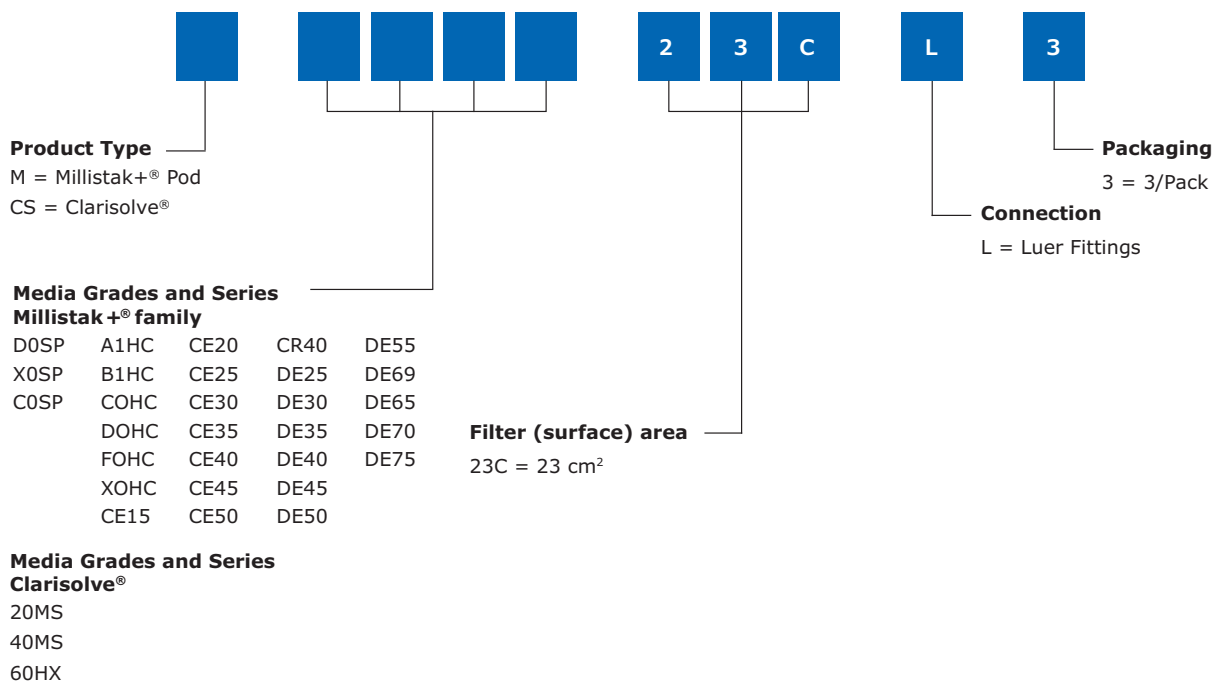 2 3 C L 3
Product Type
M = Millistak+® Pod
CS = Clarisolve®
Packaging
3 = 3/Pack
Connection
L = Luer Fittings
Media Grades and Series
Millistak+® family
D0SP A1HC CE20 CR40 DE55
X0SP B1HC CE25 DE25 DE69
C0SP COHC CE30 DE30 DE65
DOHC CE35 DE35 DE70
FOHC CE40 DE40 DE75
XOHC CE45 DE45
CE15 CE50 DE50
Filter (surface) area
23C = 23 cm²
Media Grades and Series
Clarisolve®
20MS
40MS
60HX